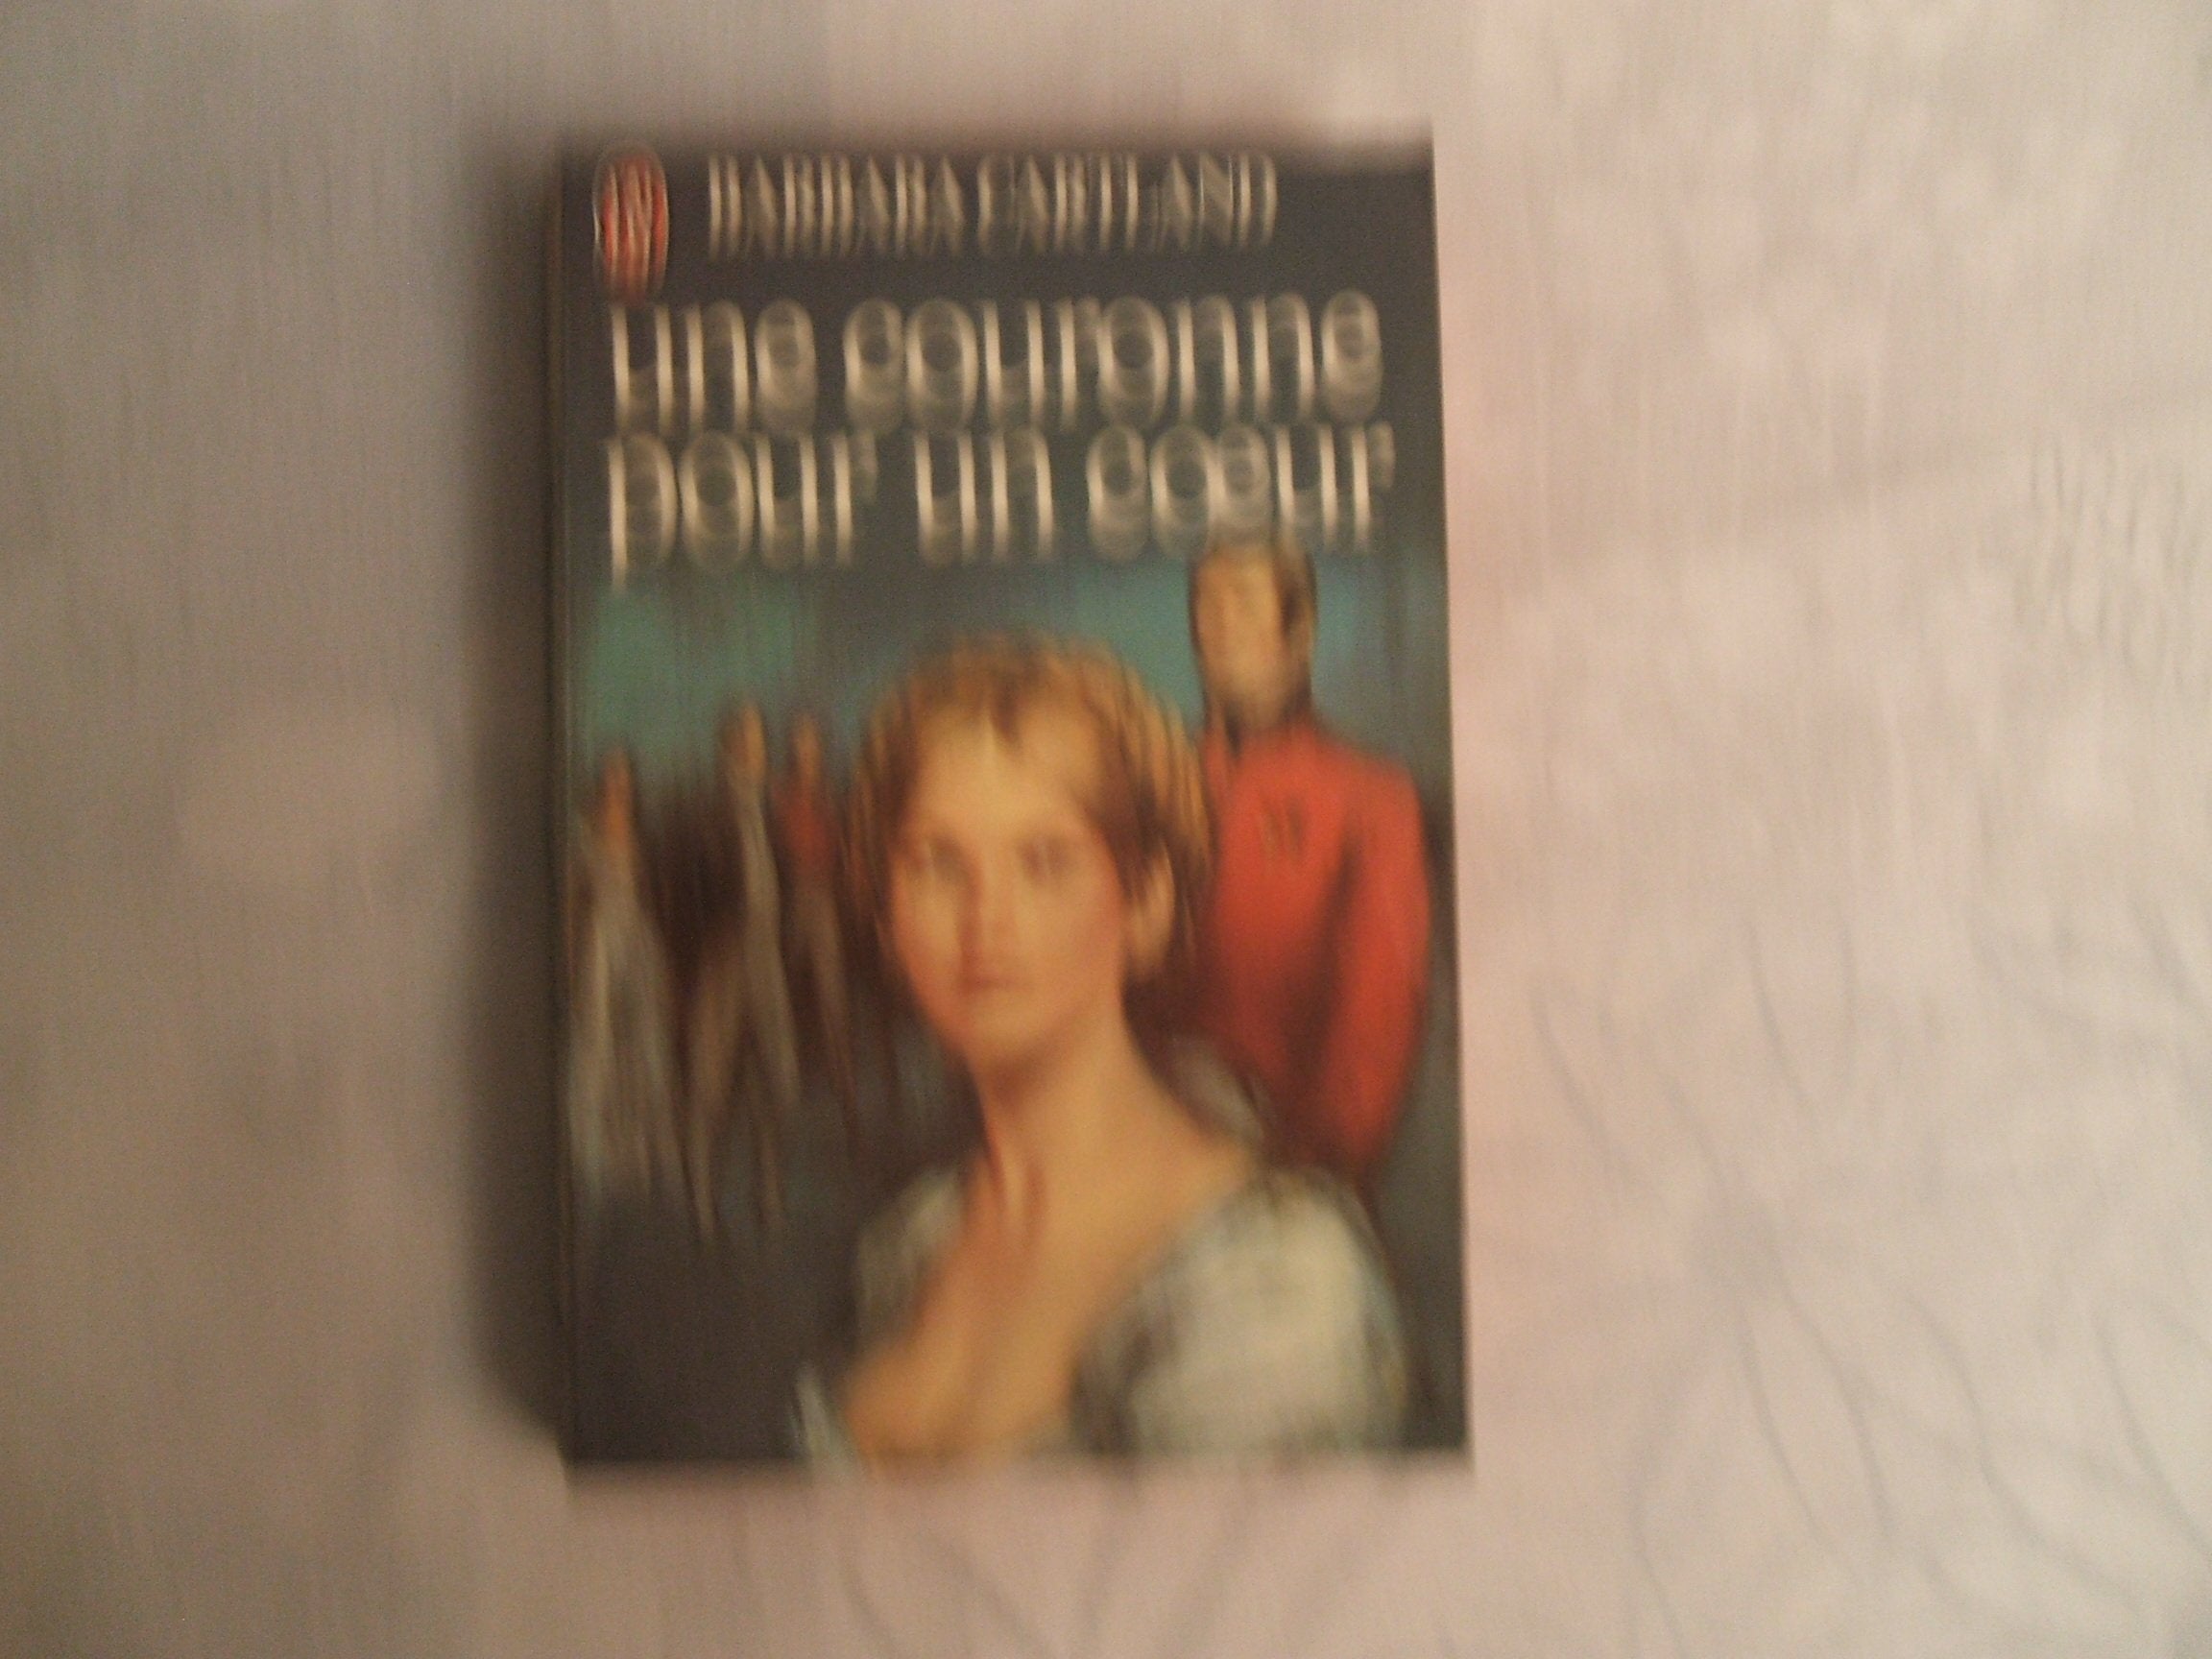 BARBARA CARTLAND
une couronne
pour un coeur